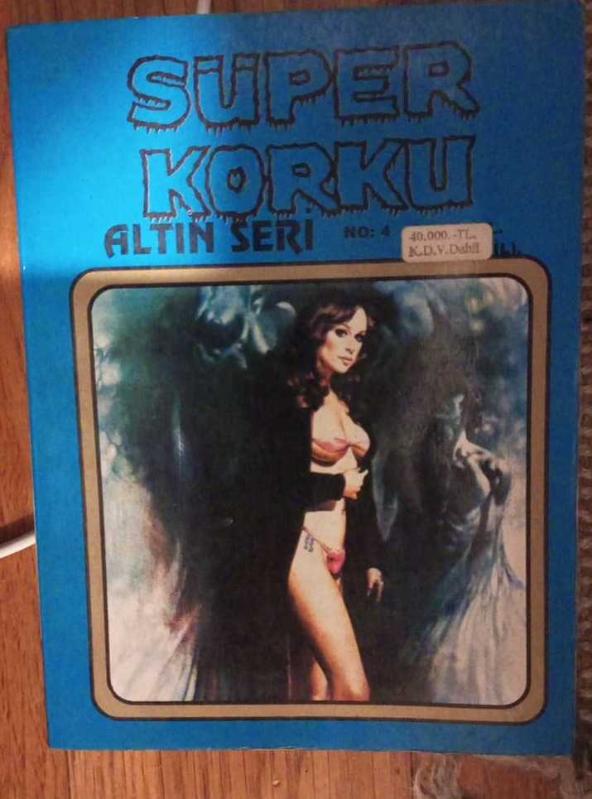 SÜPER
KORKU
ALTIN SERİ NO: 4
40.000.-TL.
K.D.V.Dahil